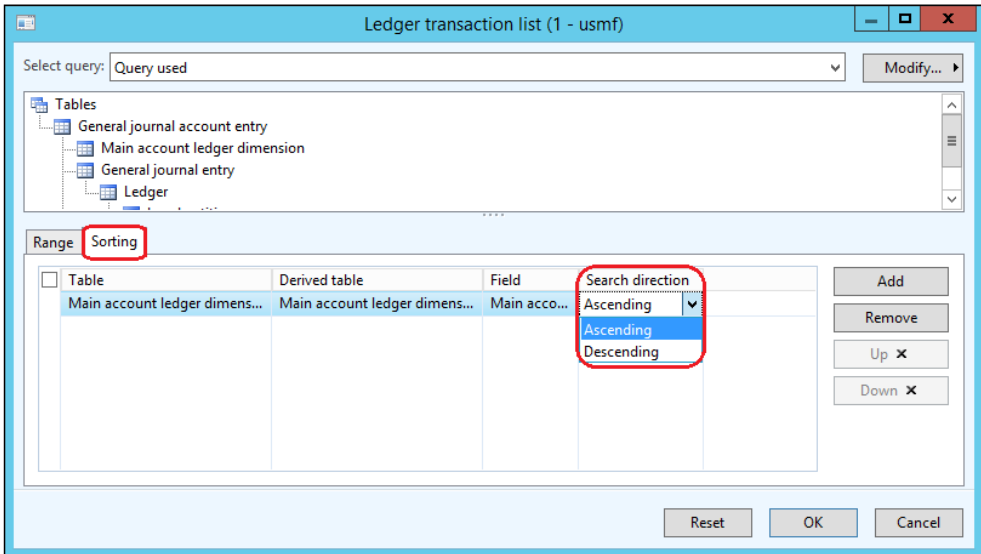 Ledger transaction list (1 - usmf)
Select query: Query used Modify...
Tables
General journal account entry
Main account ledger dimension
General journal entry
Ledger
Range Sorting
Table Derived table Field Search direction
Main account ledger dimens... Main account ledger dimens... Main acco... Ascending
Ascending
Descending
Add
Remove
Up
Down
Reset OK Cancel